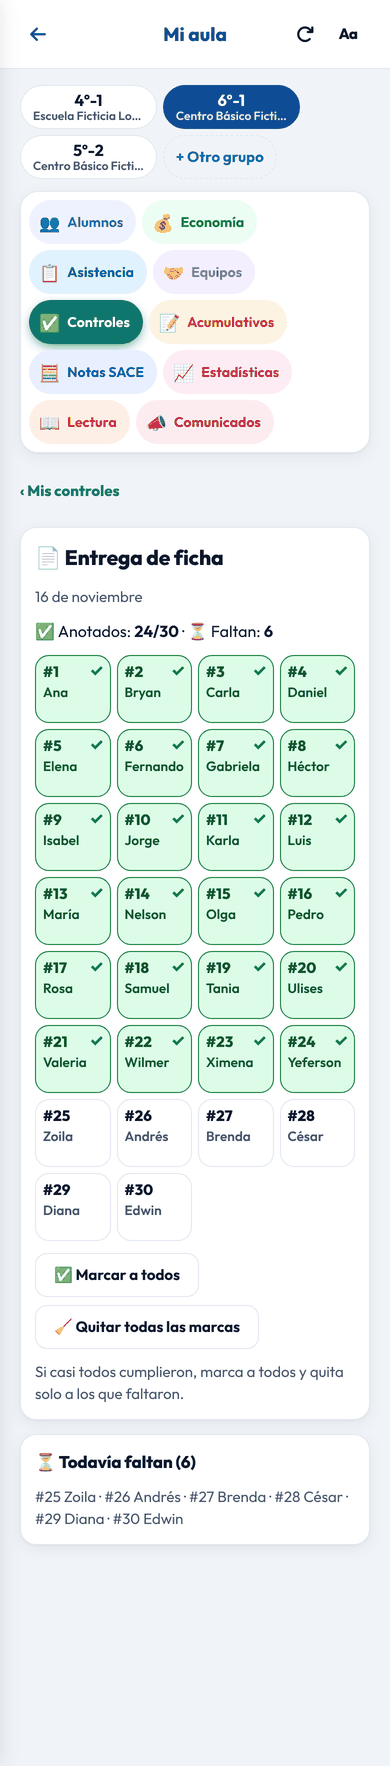 Mi aula
Aa
4°-1
Escuela Ficticia Lo...
6°-1
Centro Básico Ficti...
5°-2
Centro Básico Ficti...
+ Otro grupo
Alumnos
Economía
Asistencia
Equipos
Controles
Acumulativos
Notas SACE
Estadísticas
Lectura
Comunicados
‹ Mis controles
Entrega de ficha
16 de noviembre
✅ Anotados: 24/30 · ⏳ Faltan: 6
#1 ✓ #2 ✓ #3 ✓ #4 ✓
Ana Bryan Carla Daniel
#5 ✓ #6 ✓ #7 ✓ #8 ✓
Elena Fernando Gabriela Héctor
#9 ✓ #10 ✓ #11 ✓ #12 ✓
Isabel Jorge Karla Luis
#13 ✓ #14 ✓ #15 ✓ #16 ✓
María Nelson Olga Pedro
#17 ✓ #18 ✓ #19 ✓ #20 ✓
Rosa Samuel Tania Ulises
#21 ✓ #22 ✓ #23 ✓ #24 ✓
Valeria Wilmer Ximena Yeferson
#25 #26 #27 #28
Zoila Andrés Brenda César
#29 #30
Diana Edwin
✅ Marcar a todos
🧹 Quitar todas las marcas
Si casi todos cumplieron, marca a todos y quita
solo a los que faltaron.
⏳ Todavía faltan (6)
#25 Zoila · #26 Andrés · #27 Brenda · #28 César ·
#29 Diana · #30 Edwin